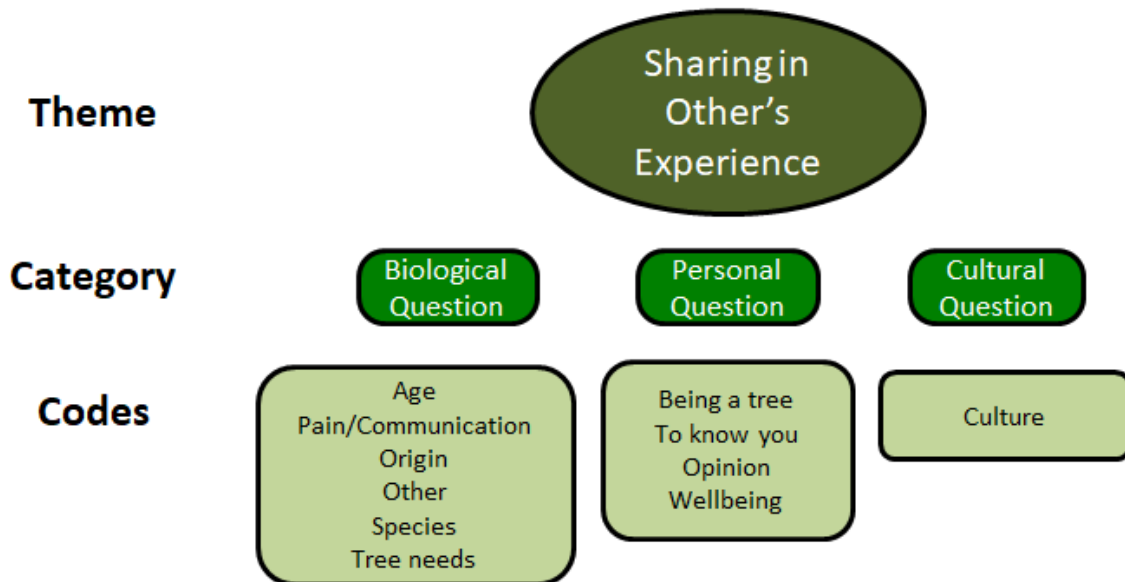 Theme
Sharing in
Other's
Experience
Category
Biological
Question
Personal
Question
Cultural
Question
Codes
Age
Pain/Communication
Origin
Other
Species
Tree needs
Being a tree
To know you
Opinion
Wellbeing
Culture